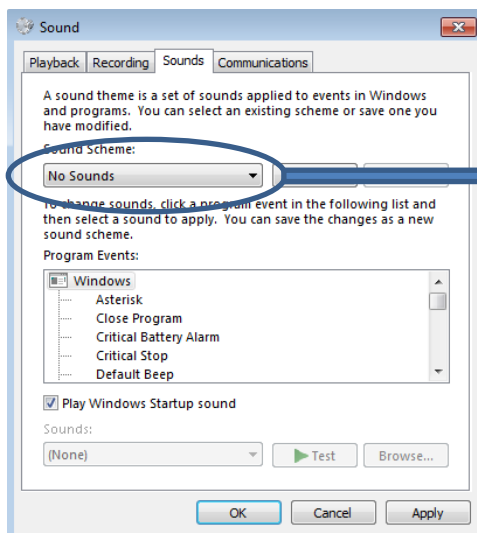 Sound
Playback Recording Sounds Communications
A sound theme is a set of sounds applied to events in Windows
and programs. You can select an existing scheme or save one you
have modified.
Sound Scheme:
No Sounds
To change sounds, click a program event in the following list and
then select a sound to apply. You can save the changes as a new
sound scheme.
Program Events:
Windows
Asterisk
Close Program
Critical Battery Alarm
Critical Stop
Default Beep
Play Windows Startup sound
Sounds:
(None) Test Browse...
OK Cancel Apply